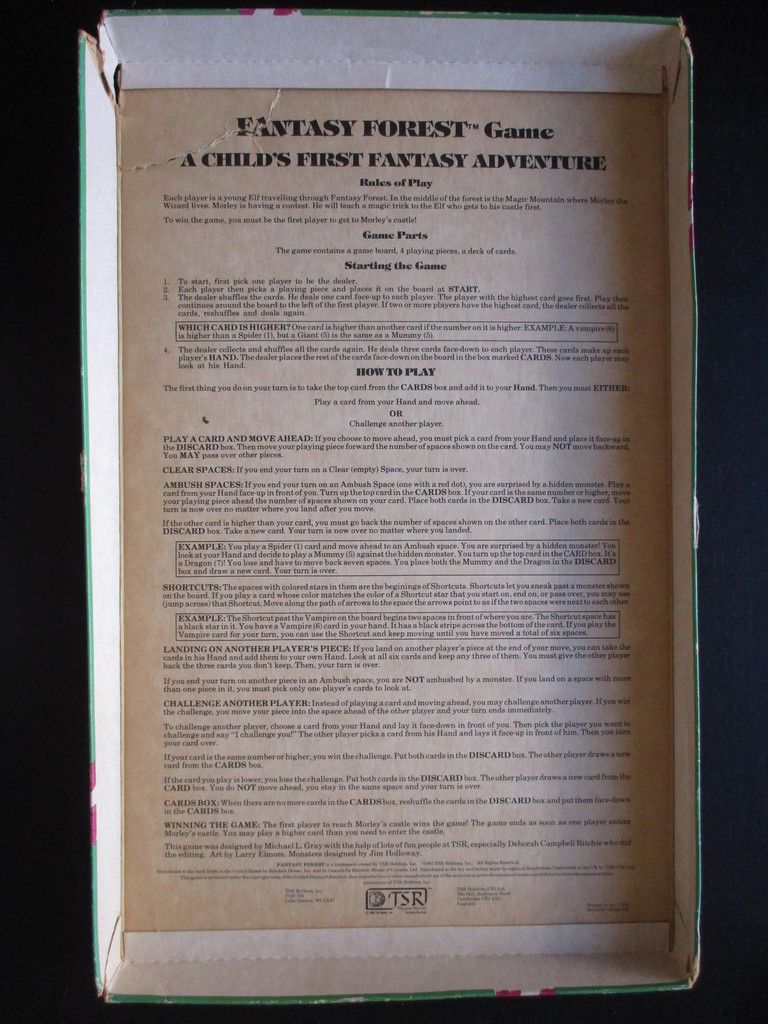 FANTASY FOREST™ Game
A CHILD'S FIRST FANTASY ADVENTURE
Rules of Play
Each player is a young Elf travelling through Fantasy Forest. In the middle of the forest is the Magic Mountain where Morley the
Wizard lives. Morley is having a contest. He will teach a magic trick to the Elf who gets to his castle first.
To win the game, you must be the first player to get to Morley's castle!
Game Parts
The game contains a game board, 4 playing pieces, a deck of cards.
Starting the Game
1. To start, first pick one player to be the dealer.
2. Each player then picks a playing piece and places it on the board at START.
3. The dealer shuffles the cards. He deals one card face-up to each player. The player with the highest card goes first. Play then
continues around the board to the left of the first player. If two or more players have the highest card, the dealer collects all the
cards, reshuffles and deals again.
WHICH CARD IS HIGHER? One card is higher than another card if the number on it is higher: EXAMPLE: A vampire (6)
is higher than a Spider (1), but a Giant (5) is the same as a Mummy (5).
4. The dealer collects and shuffles all the cards again. He deals three cards face-down to each player. These cards make up each
player's HAND. The dealer places the rest of the cards face-down on the board in the box marked CARDS. Now each player may
look at his Hand.
HOW TO PLAY
The first thing you do on your turn is to take the top card from the CARDS box and add it to your Hand. Then you must EITHER:
Play a card from your Hand and move ahead.
OR
Challenge another player.
PLAY A CARD AND MOVE AHEAD: If you choose to move ahead, you must pick a card from your Hand and place it face-up in
the DISCARD box. Then move your playing piece forward the number of spaces shown on the card. You may NOT move backward.
You MAY pass over other pieces.
CLEAR SPACES: If you end your turn on a Clear (empty) Space, your turn is over.
AMBUSH SPACES: If you end your turn on an Ambush Space (one with a red dot), you are surprised by a hidden monster. Play a
card from your Hand face-up in front of you. Turn up the top card in the CARDS box. If your card is the same number or higher, move
your playing piece ahead the number of spaces shown on your card. Place both cards in the DISCARD box. Take a new card. Your
turn is now over no matter where you land after you move.
If the other card is higher than your card, you must go back the number of spaces shown on the other card. Place both cards in the
DISCARD box. Take a new card. Your turn is now over no matter where you landed.
EXAMPLE: You play a Spider (1) card and move ahead to an Ambush space. You are surprised by a hidden monster! You
look at your Hand and decide to play a Mummy (5) against the hidden monster. You turn up the top card in the CARD box. It's
a Dragon (7)! You lose and have to move back seven spaces. You place both the Mummy and the Dragon in the DISCARD
box and draw a new card. Your turn is over.
SHORTCUTS: The spaces with colored stars in them are the beginings of Shortcuts. Shortcuts let you sneak past a monster shown
on the board. If you play a card whose color matches the color of a Shortcut star that you start on, end on, or pass over, you may use
(jump across) that Shortcut. Move along the path of arrows to the space the arrows point to as if the two spaces were next to each other.
EXAMPLE: The Shortcut past the Vampire on the board begins two spaces in front of where you are. The Shortcut space has
a black star in it. You have a Vampire (6) card in your hand. It has a black stripe across the bottom of the card. If you play the
Vampire card for your turn, you can use the Shortcut and keep moving until you have moved a total of six spaces.
LANDING ON ANOTHER PLAYER'S PIECE: If you land on another player's piece at the end of your move, you can take the
cards in his Hand and add them to your own Hand. Look at all six cards and keep any three of them. You must give the other player
back the three cards you don't keep. Then, your turn is over.
If you end your turn on another piece in an Ambush space, you are NOT ambushed by a monster. If you land on a space with more
than one piece in it, you must pick only one player's cards to look at.
CHALLENGE ANOTHER PLAYER: Instead of playing a card and moving ahead, you may challenge another player. If you win
the challenge, you move your piece into the space ahead of the other player and your turn ends immediately.
To challenge another player, choose a card from your Hand and lay it face-down in front of you. Then pick the player you want to
challenge and say "I challenge you!" The other player picks a card from his Hand and lays it face-up in front of him. Then you turn
your card over.
If your card is the same number or higher, you win the challenge. Put both cards in the DISCARD box. The other player draws a new
card from the CARDS box.
If the card you play is lower, you lose the challenge. Put both cards in the DISCARD box. The other player draws a new card from the
CARD box. You do NOT move ahead, you stay in the same space and your turn is over.
CARDS BOX: When there are no more cards in the CARDS box, reshuffle the cards in the DISCARD box and put them face-down
in the CARDS box.
WINNING THE GAME: The first player to reach Morley's castle wins the game! The game ends as soon as one player enters
Morley's castle. You may play a higher card than you need to enter the castle.
This game was designed by Michael L. Gray with the help of lots of fun people at TSR, especially Deborah Campbell Ritchie who did
the editing. Art by Larry Elmore. Monsters designed by Jim Holloway.
FANTASY FOREST is a trademark owned by TSR Hobbies, Inc. ©1982 TSR Hobbies, Inc. All Rights Reserved.
TSR Hobbies, Inc.
POB 756
Lake Geneva, WI 53147
TSR
TSR Hobbies (UK) Ltd.
The Mill, Rathmore Road
Cambridge CB1 4AD
England
Printed in the U.S.A.